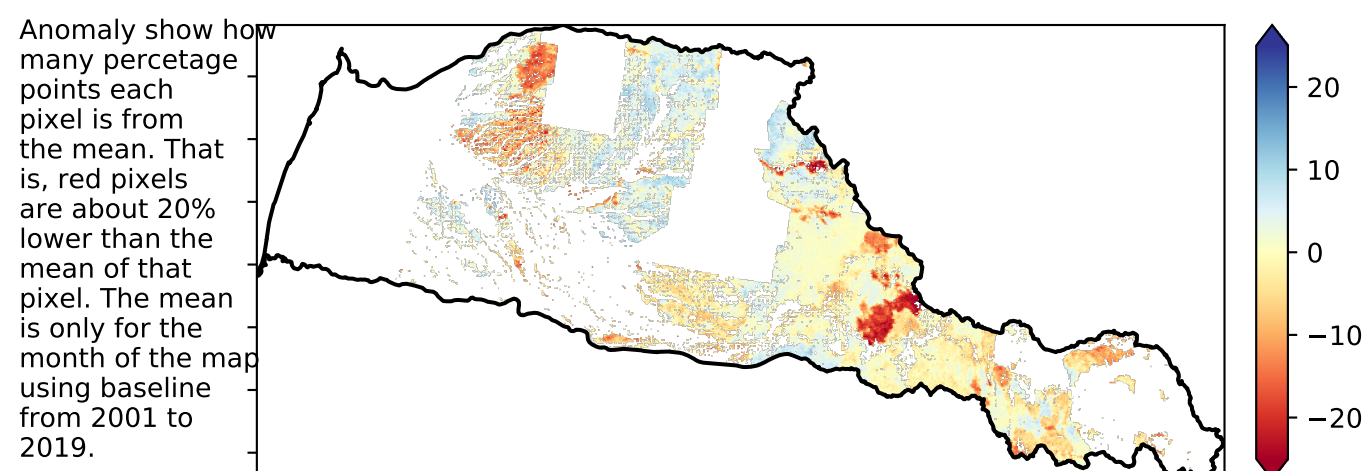 Anomaly show how
many percetage
points each
pixel is from
the mean. That
is, red pixels
are about 20%
lower than the
mean of that
pixel. The mean
is only for the
month of the map
using baseline
from 2001 to
2019.
20
10
0
−10
−20